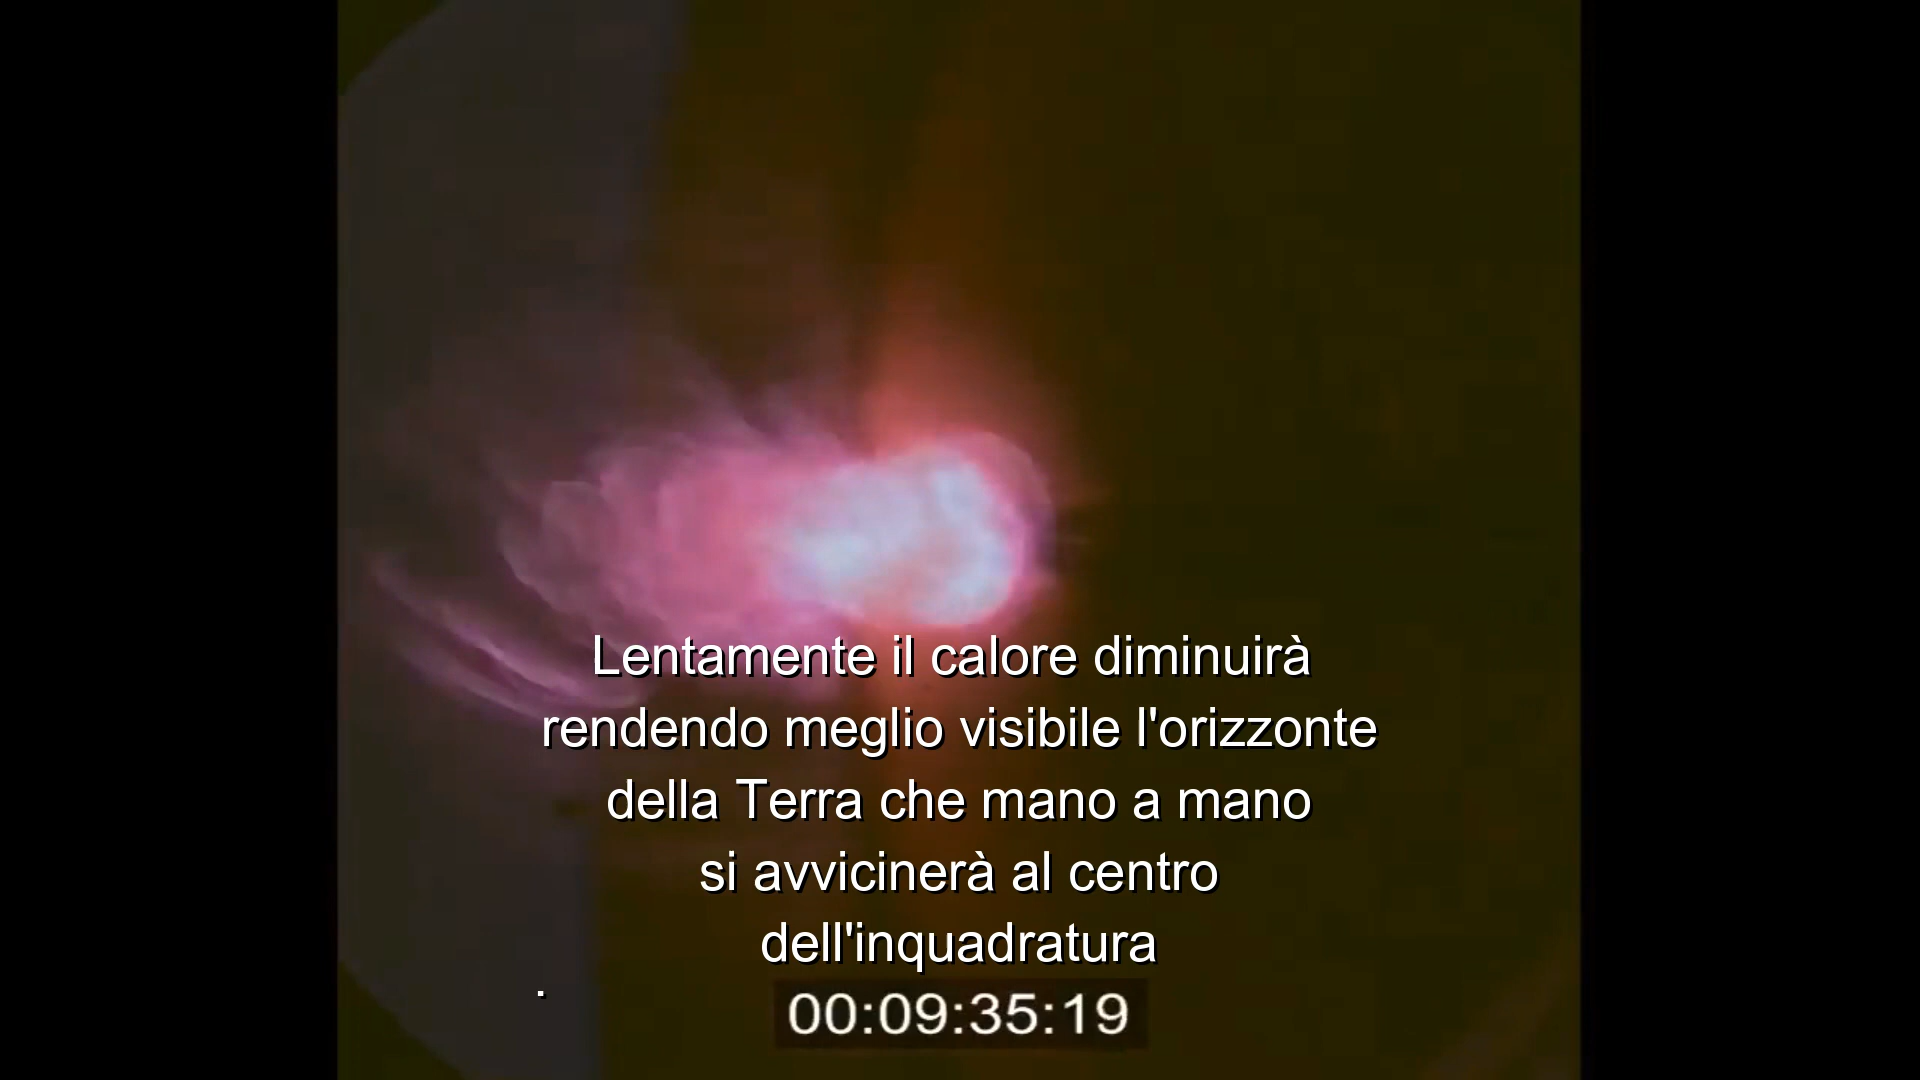 Lentamente il calore diminuirà
rendendo meglio visibile l'orizzonte
della Terra che mano a mano
si avvicinerà al centro
dell'inquadratura
.
00:09:35:19